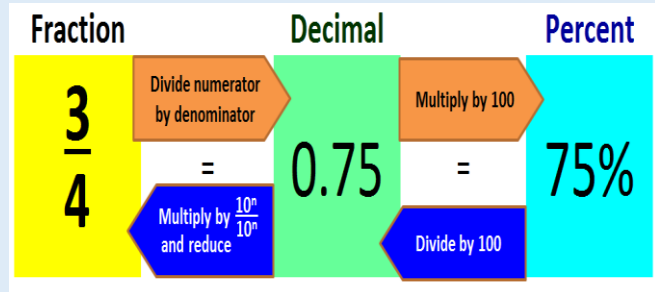 Fraction Decimal Percent
Divide numerator
by denominator
Multiply by 100
3
4
=
0.75
=
75%
Multiply by 10ⁿ/10ⁿ
and reduce
Divide by 100